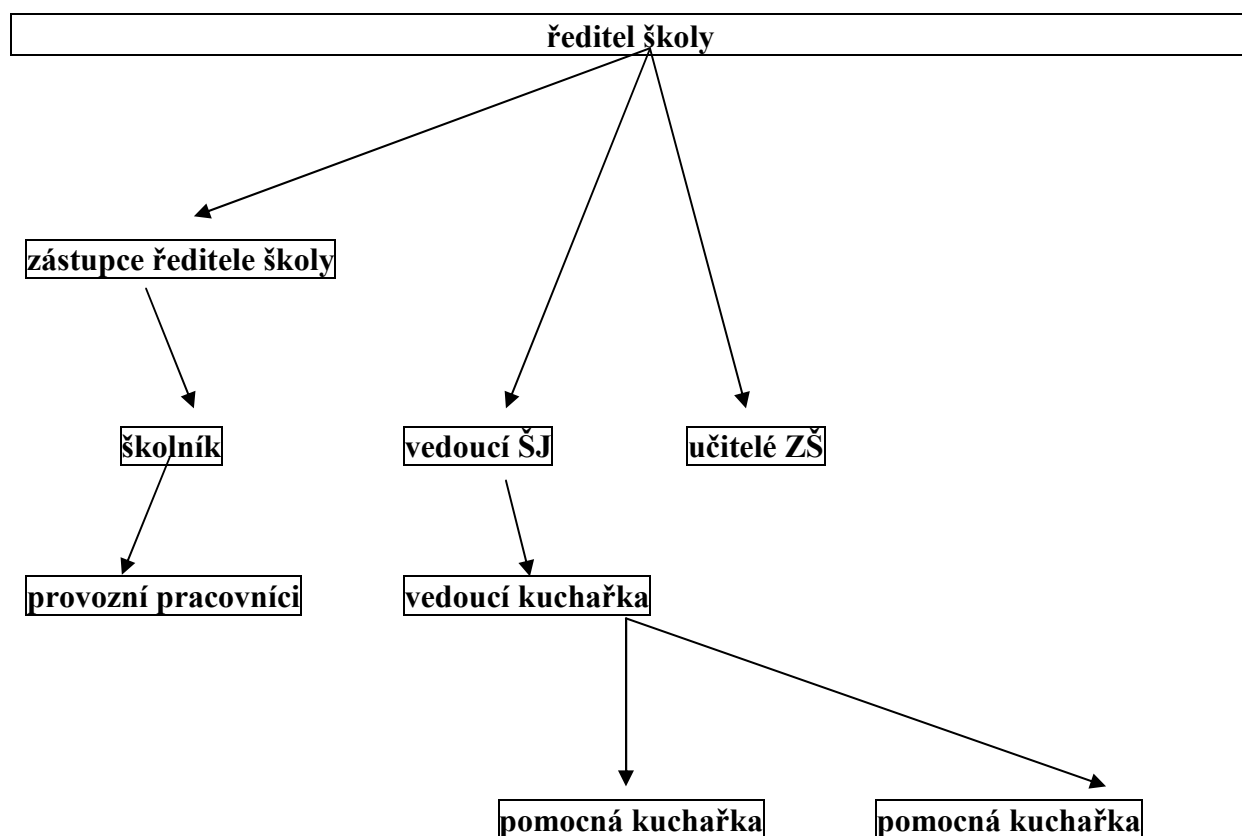 ředitel školy
zástupce ředitele školy
školník
vedoucí ŠJ
učitelé ZŠ
provozní pracovníci
vedoucí kuchařka
pomocná kuchařka
pomocná kuchařka